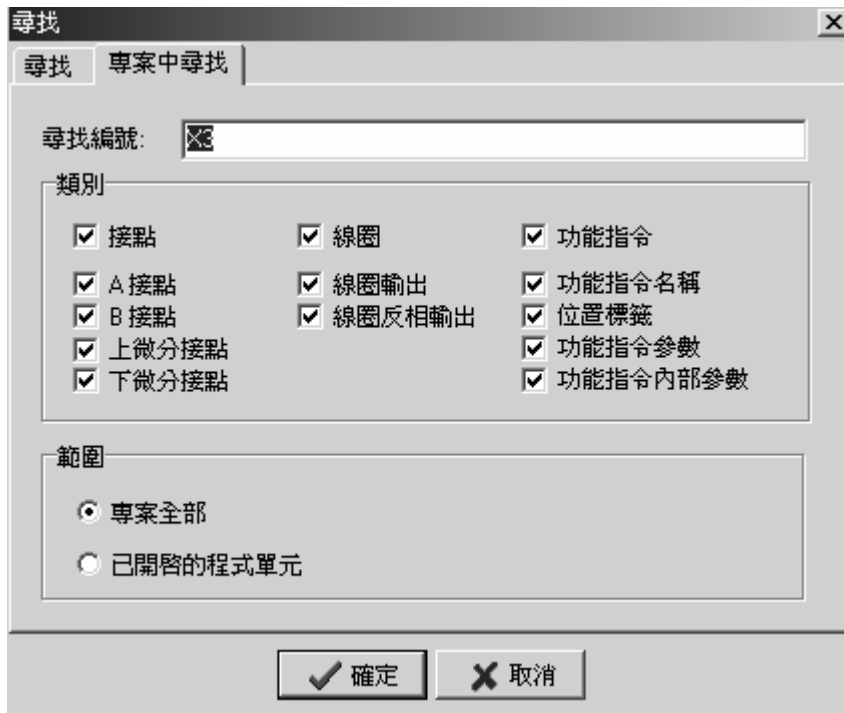 尋找
尋找 專案中尋找
尋找編號: X3
類別
接點 線圈 功能指令
A 接點 線圈輸出 功能指令名稱
B 接點 線圈反相輸出 位置標籤
上微分接點 功能指令參數
下微分接點 功能指令內部參數
範圍
專案全部
已開啓的程式單元
確定 取消